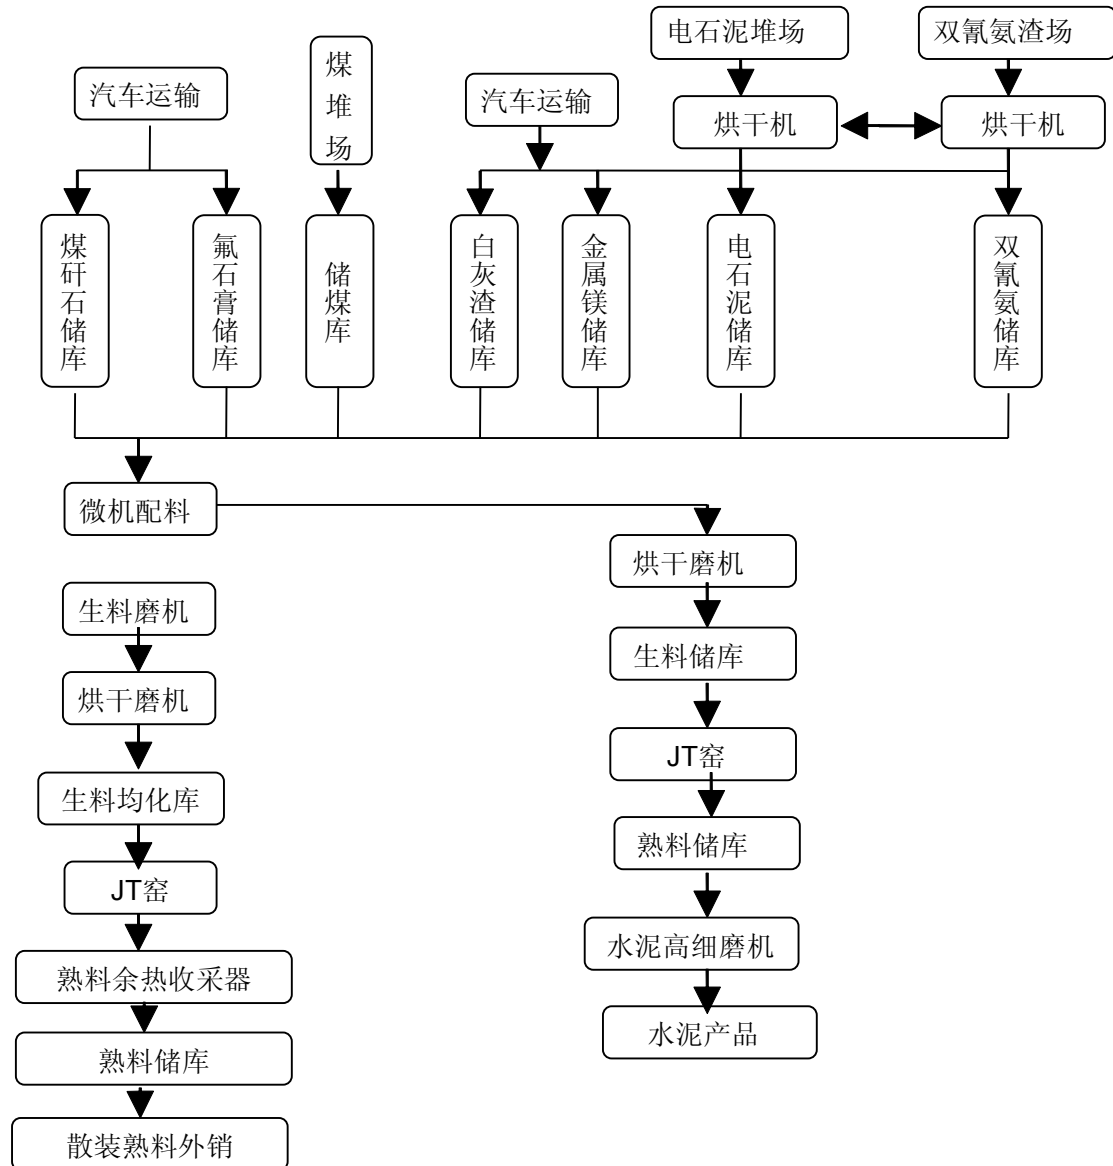 电石泥堆场
双氰氨渣场
煤堆场
汽车运输
汽车运输
烘干机
烘干机
煤矸石储库
氟石膏储库
储煤库
白灰渣储库
金属镁储库
电石泥储库
双氰氨储库
微机配料
烘干磨机
生料磨机
生料储库
烘干磨机
JT窑
生料均化库
熟料储库
JT窑
水泥高细磨机
熟料余热收采器
水泥产品
熟料储库
散装熟料外销